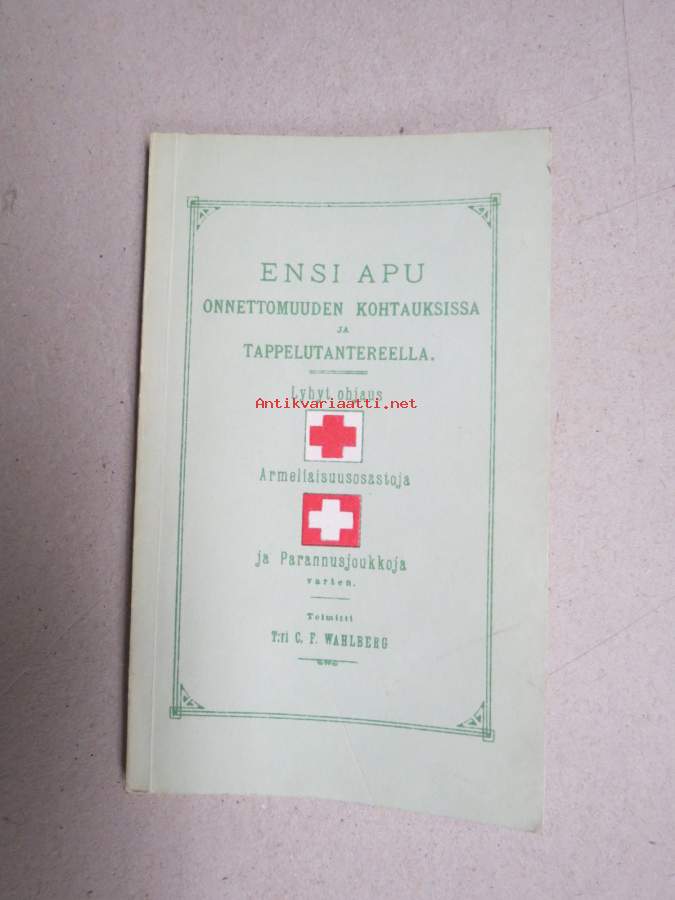 ENSI APU
ONNETTOMUUDEN KOHTAUKSISSA
JA
TAPPELUTANTEREELLA.
Lyhyt ohjaus
Antikvariaatti.net
Armeliaisuusosastoja
ja Parannusjoukkoja
varten.
Toimitti
T:ri C. F. WAHLBERG